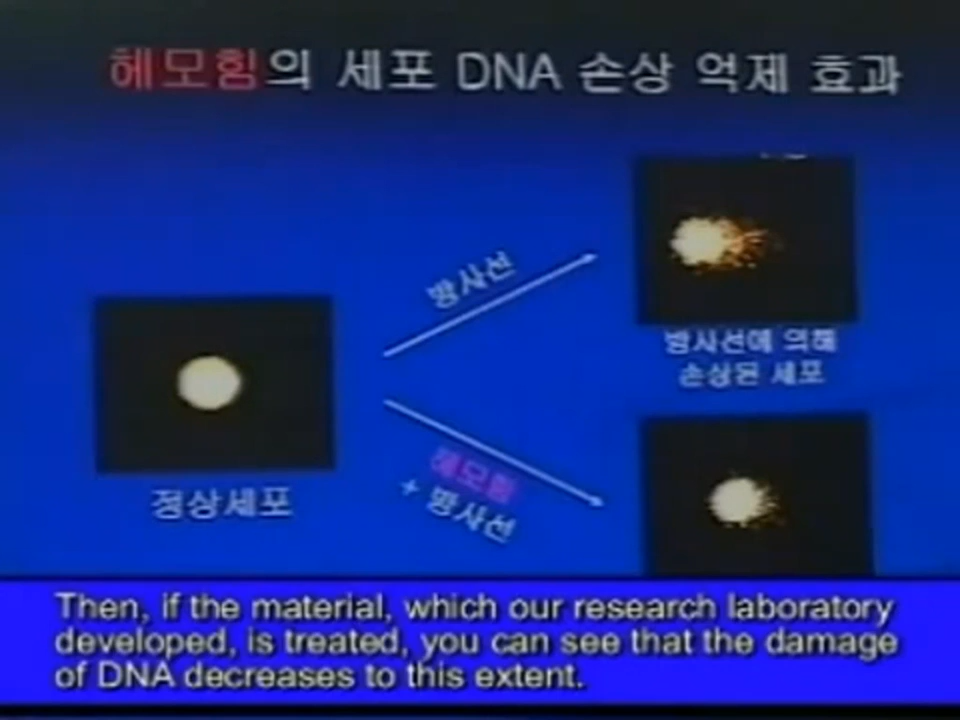 헤모힘의 세포 DNA 손상 억제 효과
방사선
방사선에 의해
손상된 세포
정상세포
헤모힘
+ 방사선
Then, if the material, which our research laboratory
developed, is treated, you can see that the damage
of DNA decreases to this extent.